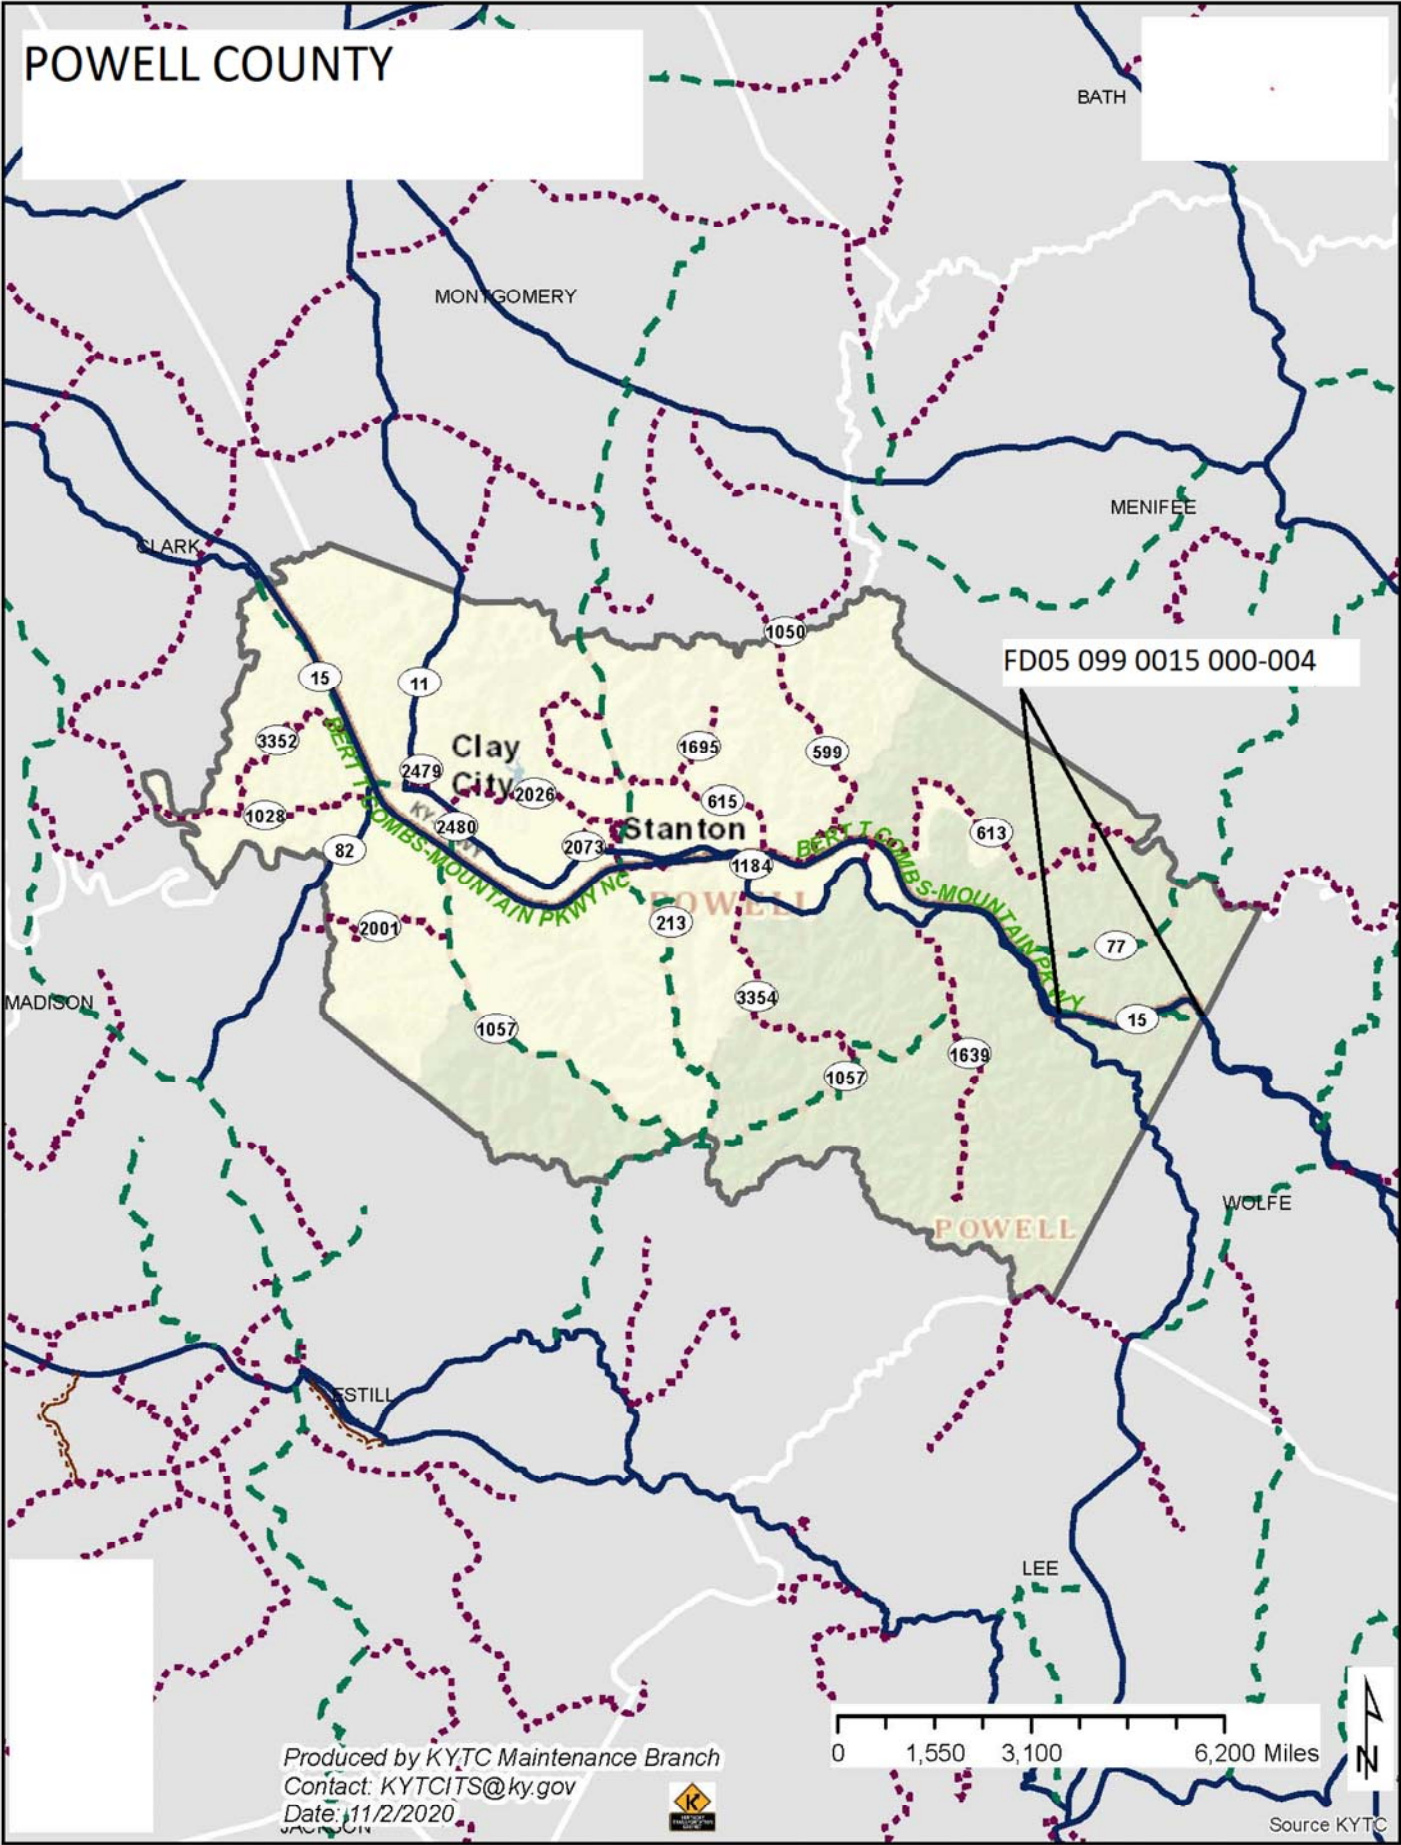 POWELL COUNTY
BATH
MONTGOMERY
MENIFEE
CLARK
1050
FD05 099 0015 000-004
15
11
3352
Clay
City
1695
599
2479
2026
615
1028
2480
Stanton
613
82
2073
1184
BERT T COMBS-MOUNTAIN PKWY NC
BERT T COMBS-MOUNTAIN PKWY
POWELL
2001
213
77
MADISON
3354
15
1057
1639
1057
WOLFE
POWELL
ESTILL
LEE
0 1,550 3,100 6,200 Miles
N
Produced by KYTC Maintenance Branch
Contact: KYTCITS@ky.gov
Date: 11/2/2020
JACKSON
Source KYTC